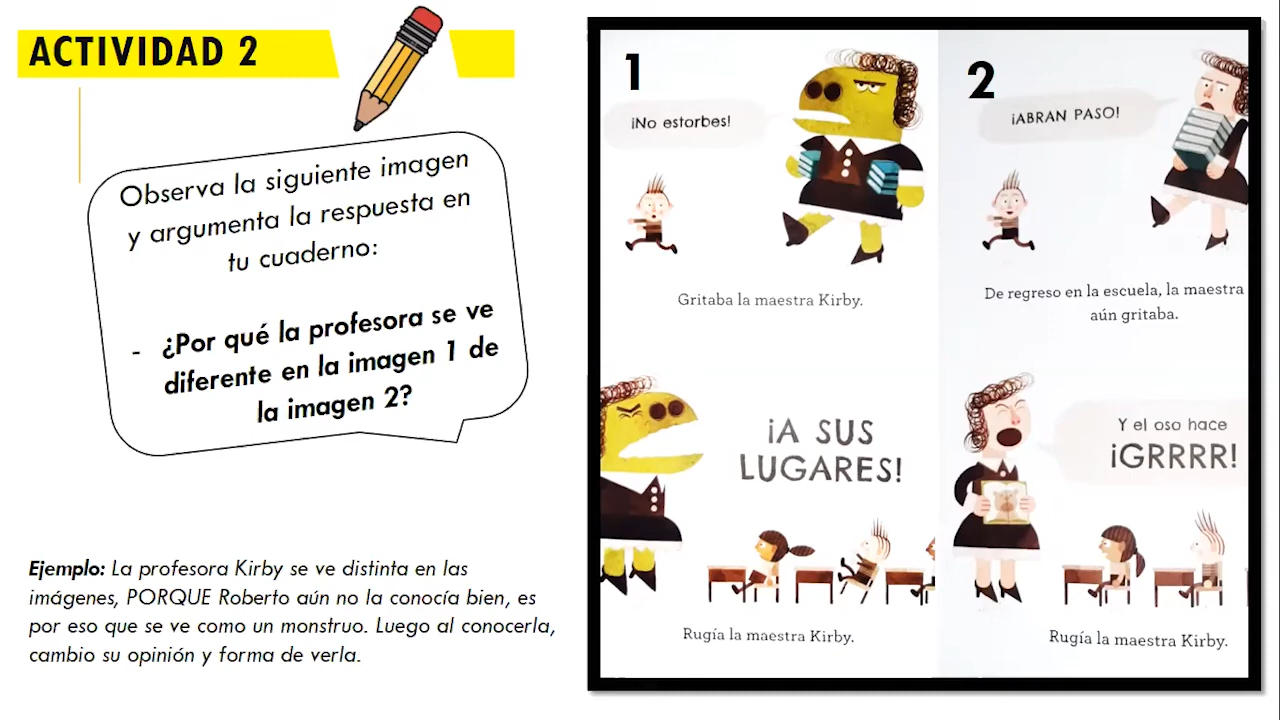 ACTIVIDAD 2
Observa la siguiente imagen
y argumenta la respuesta en
tu cuaderno:
- ¿Por qué la profesora se ve
diferente en la imagen 1 de
la imagen 2?
Ejemplo: La profesora Kirby se ve distinta en las
imágenes, PORQUE Roberto aún no la conocía bien, es
por eso que se ve como un monstruo. Luego al conocerla,
cambio su opinión y forma de verla.
1
¡No estorbes!
Gritaba la maestra Kirby.
¡A SUS
LUGARES!
Rugía la maestra Kirby.
2
¡ABRAN PASO!
De regreso en la escuela, la maestra
aún gritaba.
Y el oso hace
¡GRRRR!
Rugía la maestra Kirby.